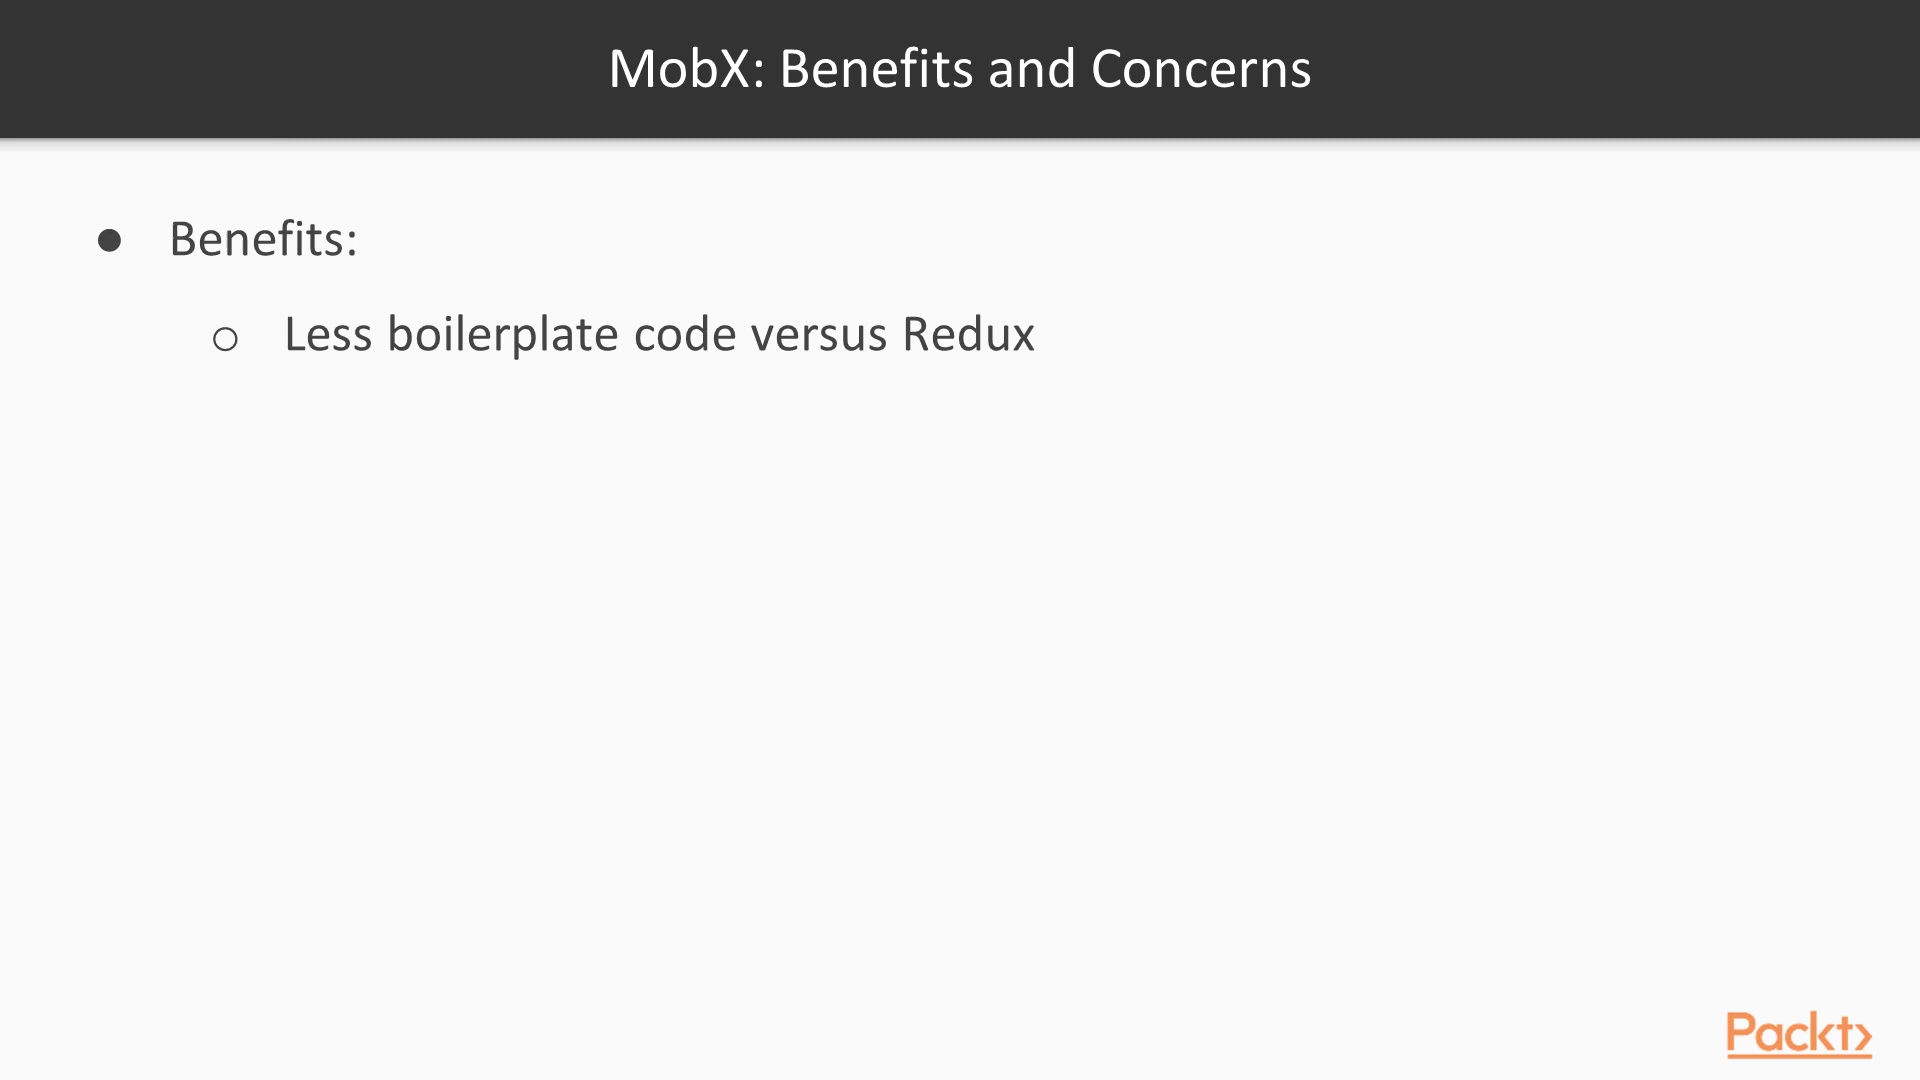 MobX: Benefits and Concerns
● Benefits:
○ Less boilerplate code versus Redux
Packt>